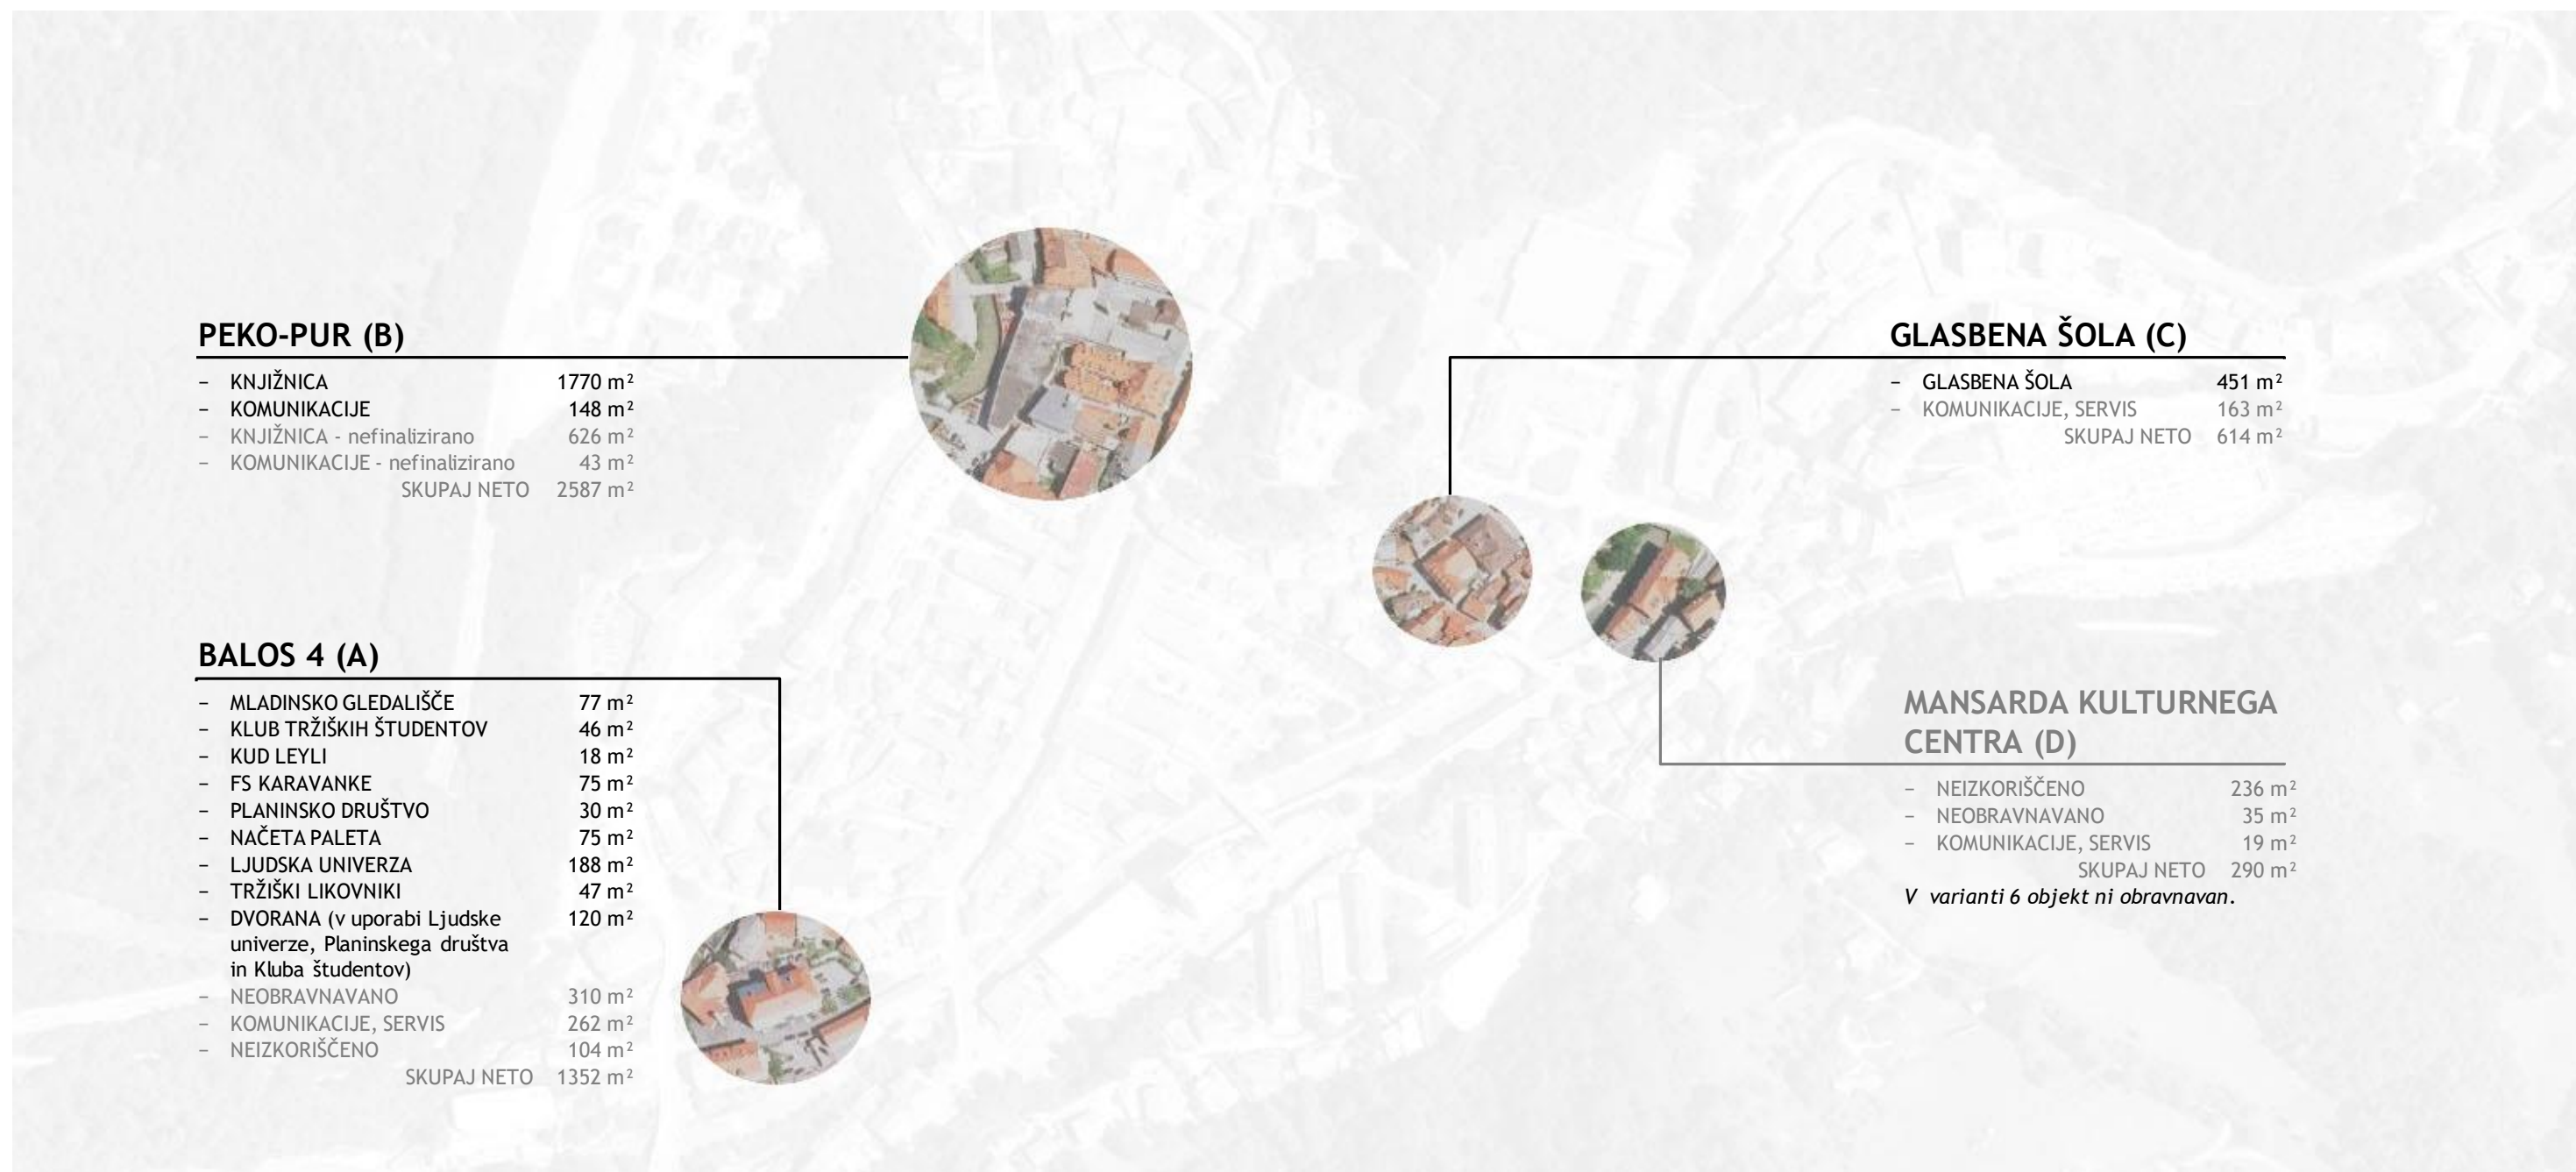 PEKO-PUR (B)
– KNJIŽNICA 1770 m²
– KOMUNIKACIJE 148 m²
– KNJIŽNICA - nefinalizirano 626 m²
– KOMUNIKACIJE - nefinalizirano 43 m²
SKUPAJ NETO 2587 m²
BALOS 4 (A)
– MLADINSKO GLEDALIŠČE 77 m²
– KLUB TRŽIŠKIH ŠTUDENTOV 46 m²
– KUD LEYLI 18 m²
– FS KARAVANKE 75 m²
– PLANINSKO DRUŠTVO 30 m²
– NAČETA PALETA 75 m²
– LJUDSKA UNIVERZA 188 m²
– TRŽIŠKI LIKOVNIKI 47 m²
– DVORANA (v uporabi Ljudske 120 m²
univerze, Planinskega društva
in Kluba študentov)
– NEOBRAVNAVANO 310 m²
– KOMUNIKACIJE, SERVIS 262 m²
– NEIZKORIŠČENO 104 m²
SKUPAJ NETO 1352 m²
GLASBENA ŠOLA (C)
– GLASBENA ŠOLA 451 m²
– KOMUNIKACIJE, SERVIS 163 m²
SKUPAJ NETO 614 m²
MANSARDA KULTURNEGA
CENTRA (D)
– NEIZKORIŠČENO 236 m²
– NEOBRAVNAVANO 35 m²
– KOMUNIKACIJE, SERVIS 19 m²
SKUPAJ NETO 290 m²
V varianti 6 objekt ni obravnavan.